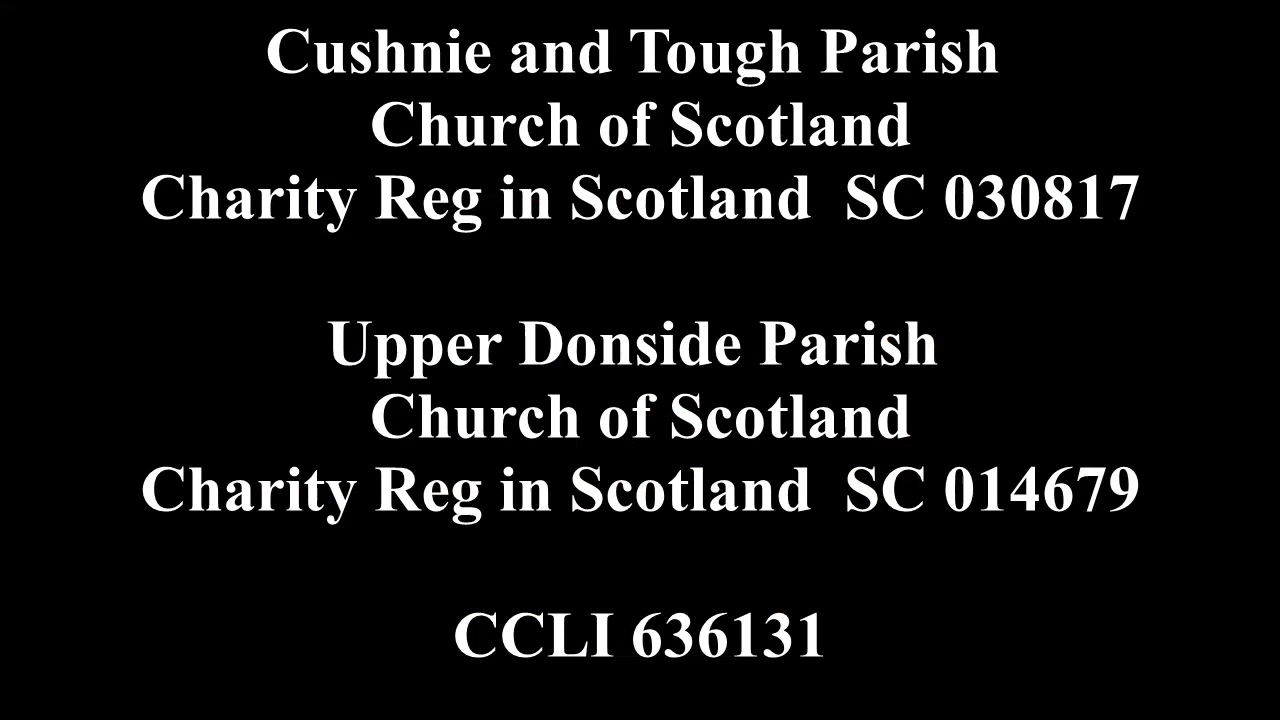 Cushnie and Tough Parish
Church of Scotland
Charity Reg in Scotland  SC 030817
Upper Donside Parish
Church of Scotland
Charity Reg in Scotland  SC 014679
CCLI 636131